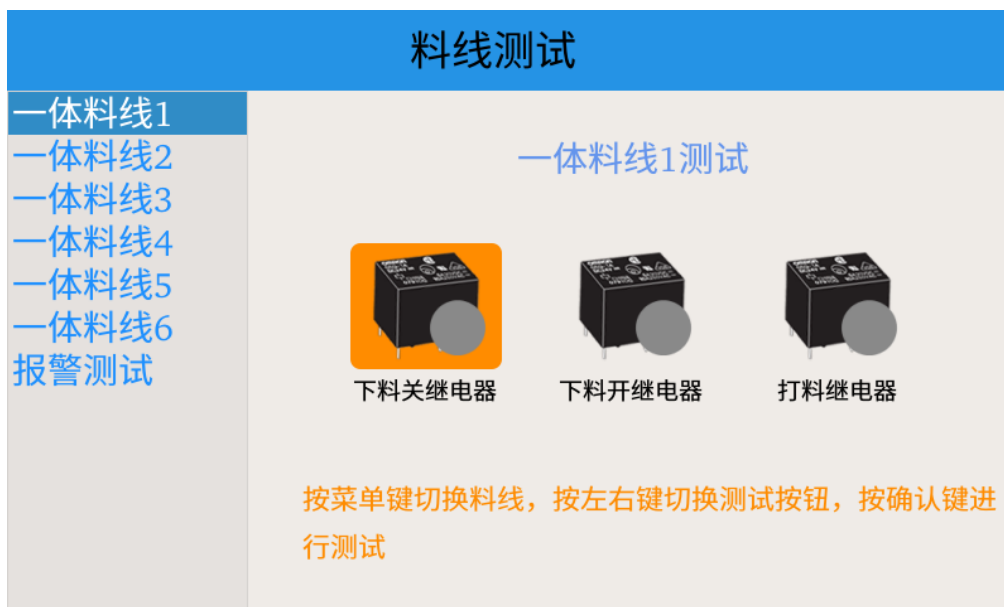 料线测试
一体料线1
一体料线2
一体料线3
一体料线4
一体料线5
一体料线6
报警测试
一体料线1测试
下料关继电器
下料开继电器
打料继电器
按菜单键切换料线，按左右键切换测试按钮，按确认键进
行测试